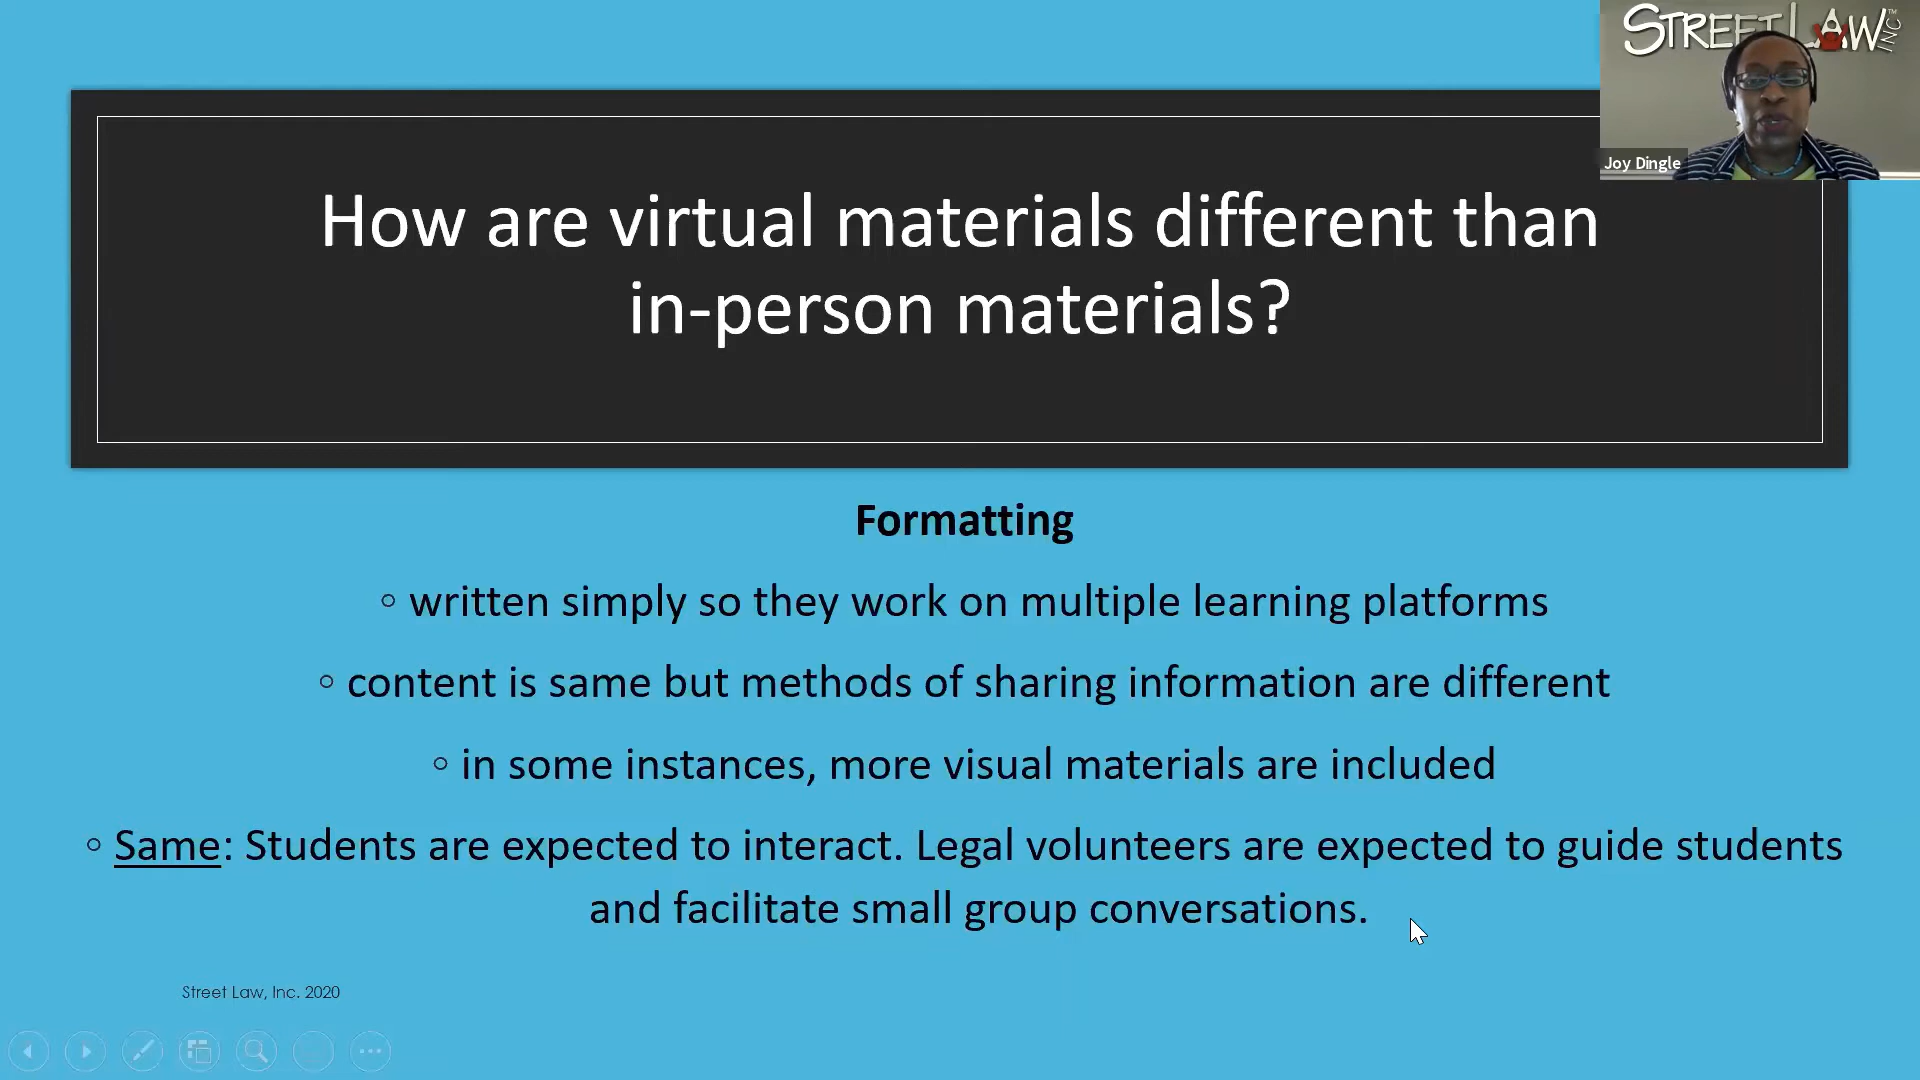 STREET LAW INC™
Joy Dingle
How are virtual materials different than
in-person materials?
Formatting
◦ written simply so they work on multiple learning platforms
◦ content is same but methods of sharing information are different
◦ in some instances, more visual materials are included
◦ Same: Students are expected to interact. Legal volunteers are expected to guide students
and facilitate small group conversations.
Street Law, Inc. 2020